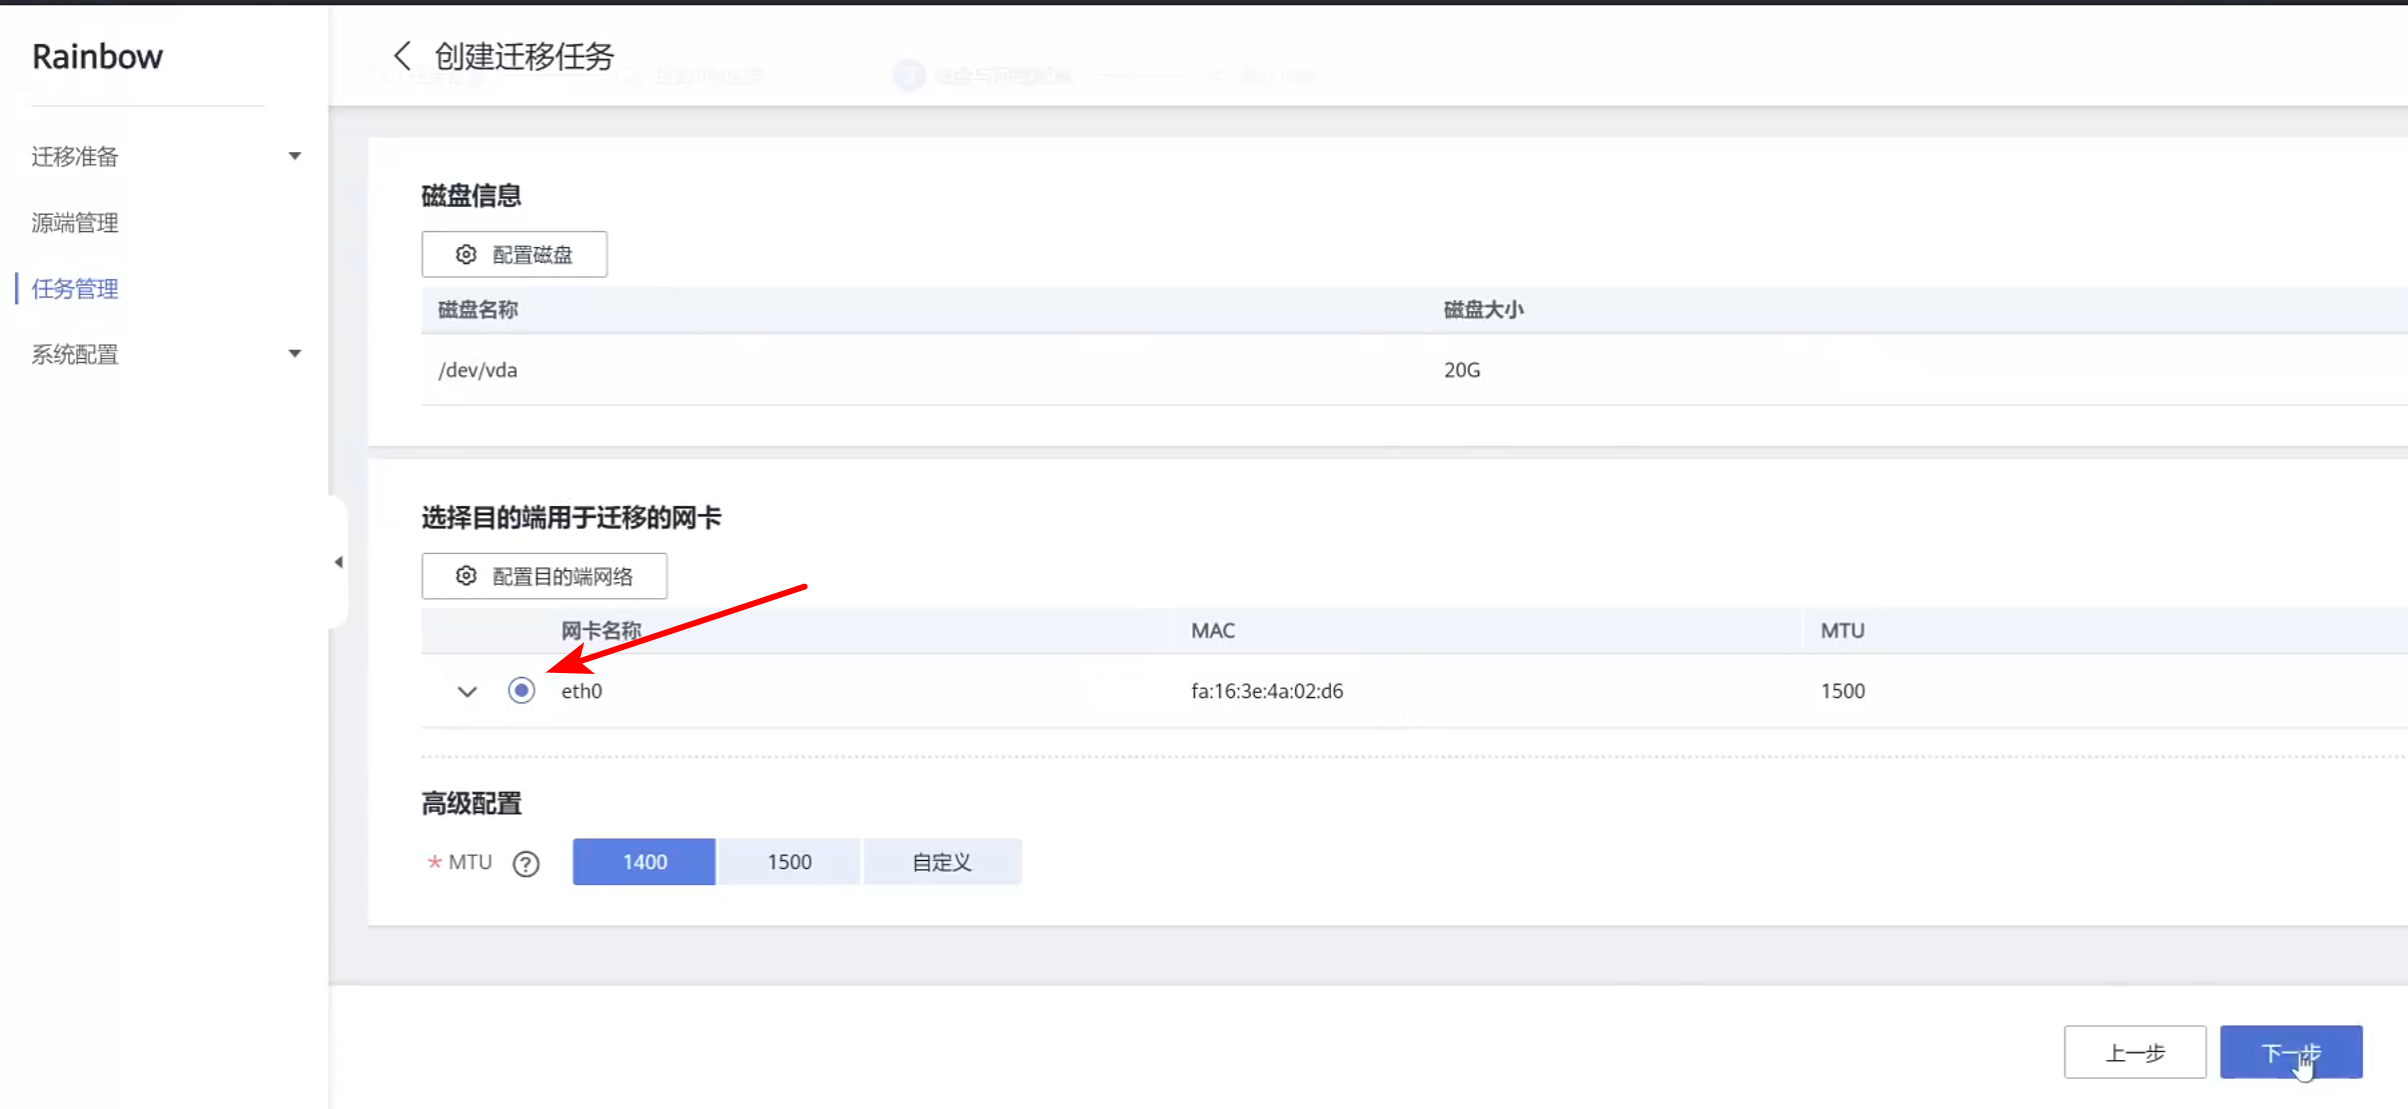 Rainbow
创建迁移任务
迁移准备
源端管理
任务管理
系统配置
磁盘信息
配置磁盘
磁盘名称 磁盘大小
/dev/vda 20G
选择目的端用于迁移的网卡
配置目的端网络
网卡名称 MAC MTU
eth0 fa:16:3e:4a:02:d6 1500
高级配置
* MTU ? 1400 1500 自定义
上一步 下一步